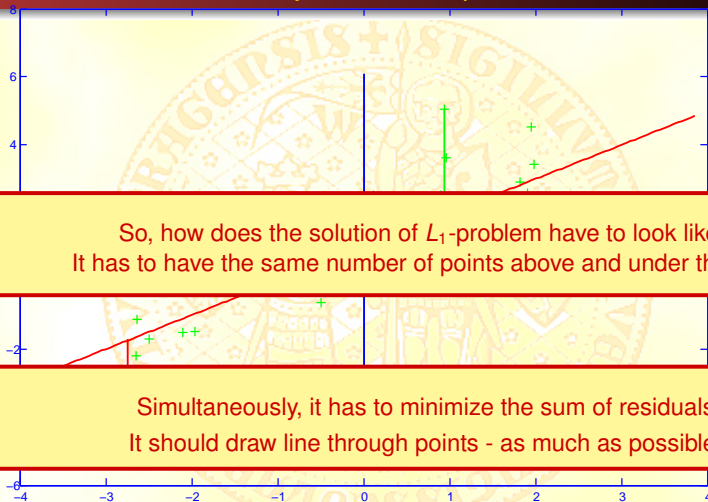 8
6
4
So, how does the solution of L₁-problem have to look like
It has to have the same number of points above and under th
−2
Simultaneously, it has to minimize the sum of residuals
It should draw line through points - as much as possible
−6
−4 −3 −2 −1 0 1 2 3 4
SIGILLVM